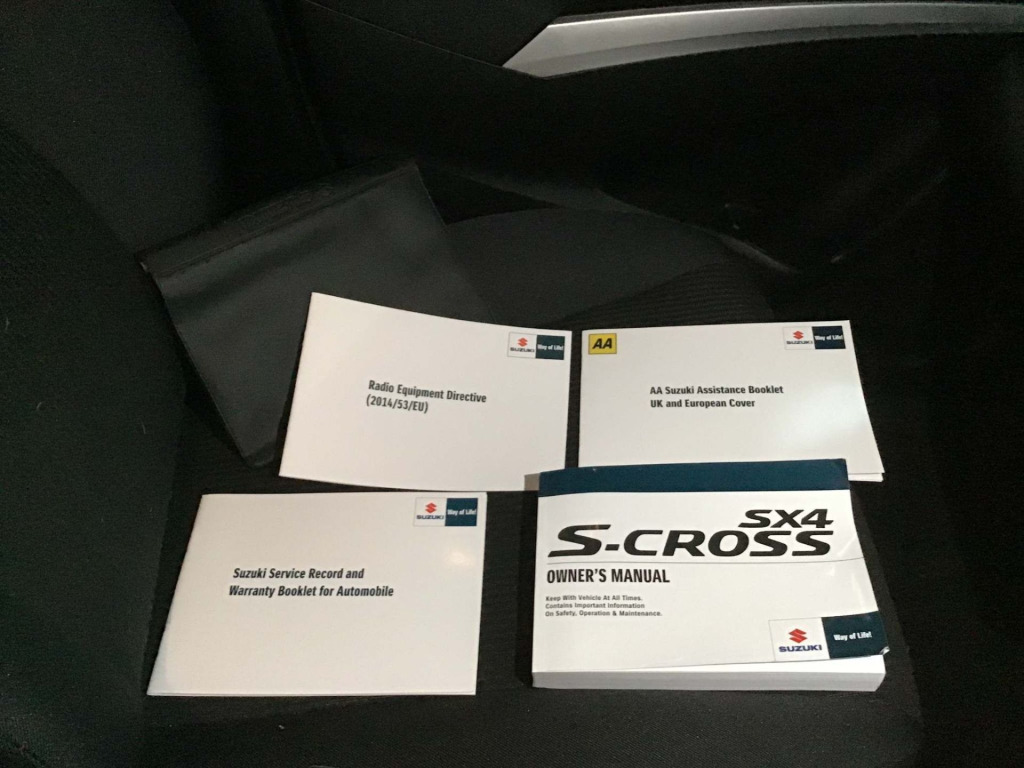 SUZUKI
Way of Life!
Radio Equipment Directive
(2014/53/EU)
AA
SUZUKI
Way of Life!
AA Suzuki Assistance Booklet
UK and European Cover
SUZUKI
Way of Life!
Suzuki Service Record and
Warranty Booklet for Automobile
SX4
S-CROSS
OWNER'S MANUAL
Keep With Vehicle At All Times.
Contains Important Information
On Safety, Operation & Maintenance.
SUZUKI
Way of Life!